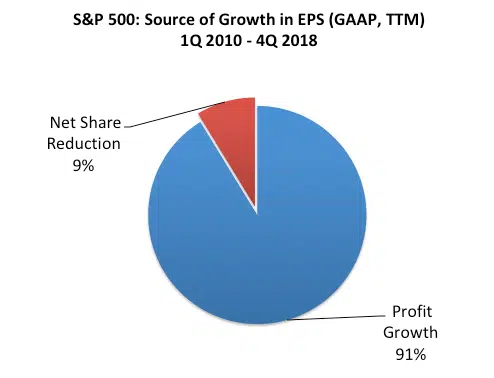 S&P 500: Source of Growth in EPS (GAAP, TTM)
1Q 2010 - 4Q 2018
Net Share
Reduction
9%
Profit
Growth
91%